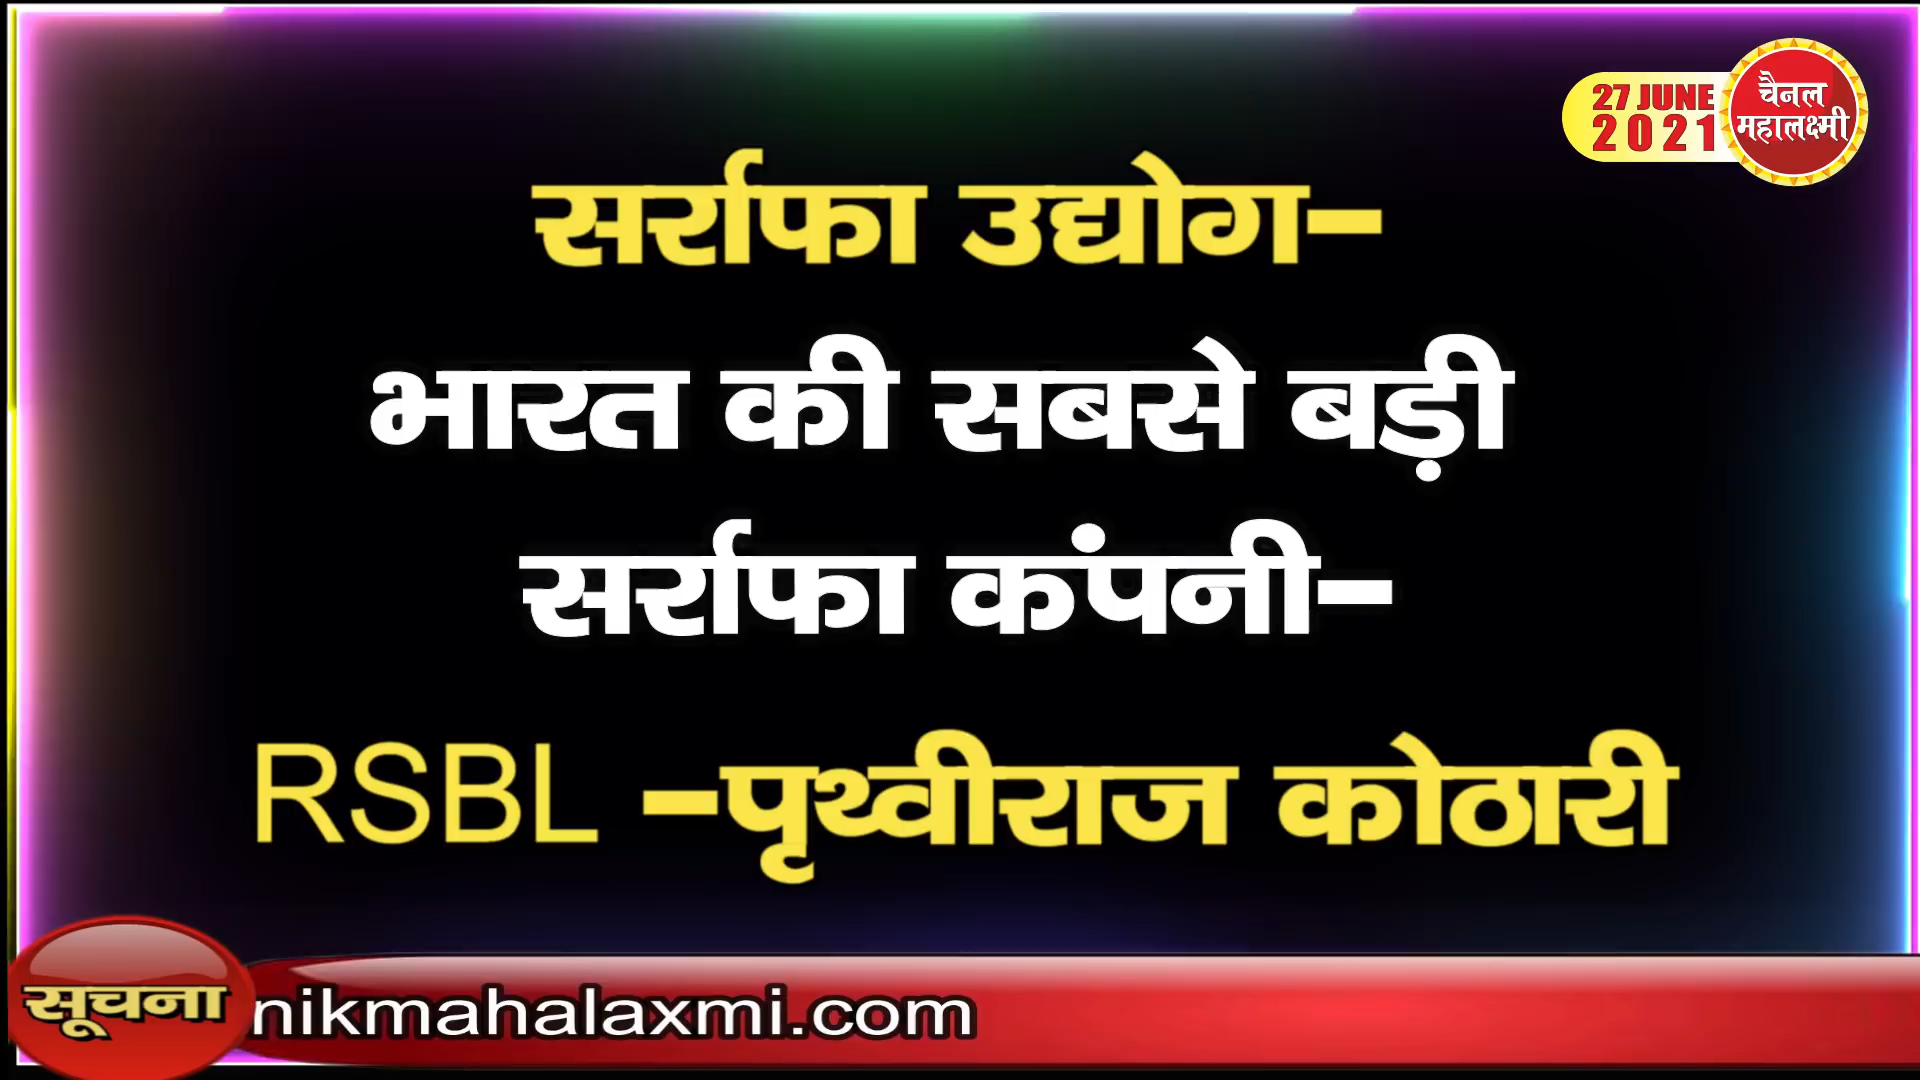 27 JUNE
2021
चैनल
महालक्ष्मी
सर्राफा उद्योग-
भारत की सबसे बड़ी
सर्राफा कंपनी-
RSBL -पृथ्वीराज कोठारी
सूचना
nikmahalaxmi.com